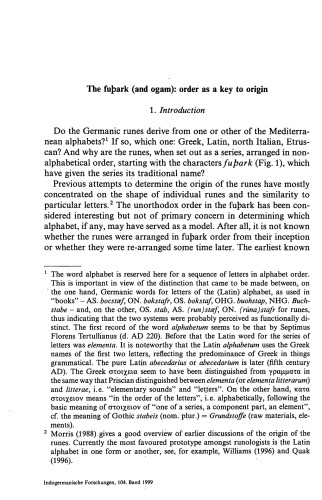 The fuþark (and ogam): order as a key to origin
1. Introduction
Do the Germanic runes derive from one or other of the Mediterra-
nean alphabets?¹ If so, which one: Greek, Latin, north Italian, Etrus-
can? And why are the runes, when set out as a series, arranged in non-
alphabetical order, starting with the characters fuþark (Fig. 1), which
have given the series its traditional name?
Previous attempts to determine the origin of the runes have mostly
concentrated on the shape of individual runes and the similarity to
particular letters.² The unorthodox order in the fuþark has been con-
sidered interesting but not of primary concern in determining which
alphabet, if any, may have served as a model. After all, it is not known
whether the runes were arranged in fuþark order from their inception
or whether they were re-arranged some time later. The earliest known
¹ The word alphabet is reserved here for a sequence of letters in alphabet order.
This is important in view of the distinction that came to be made between, on
the one hand, Germanic words for letters of the (Latin) alphabet, as used in
"books" – AS. bocstæf, ON. bokstafr, OS. bokstaf, OHG. buohstap, NHG. Buch-
stabe – and, on the other, OS. stab, AS. (run)stæf, ON. (rúna)stafr for runes,
thus indicating that the two systems were probably perceived as functionally di-
stinct. The first record of the word alphabetum seems to be that by Septimus
Florens Tertullianus (d. AD 220). Before that the Latin word for the series of
letters was elementa. It is notable that the Latin alphabetum uses the Greek
names of the first two letters, reflecting the predominance of Greek in things
grammatical. The pure Latin abecedarius or abecedarium is later (fifth century
AD). The Greek στοιχεια seem to have been distinguished from γραμματα in
the same way that Priscian distinguished between elementa (or elementa litterarum)
and litterae, i.e. "elementary sounds" and "letters". On the other hand, κατα
στοιχειον means "in the order of the letters", i.e. alphabetically, following the
basic meaning of στοιχειον of "one of a series, a component part, an element",
cf. the meaning of Gothic stabeis (nom. plur.) = Grundstoffe (raw materials, ele-
ments).
² Morris (1988) gives a good overview of earlier discussions of the origin of the
runes. Currently the most favoured prototype amongst runologists is the Latin
alphabet in one form or another, see, for example, Williams (1996) and Quak
(1996).
Indogermanische Forschungen, 104. Band 1999